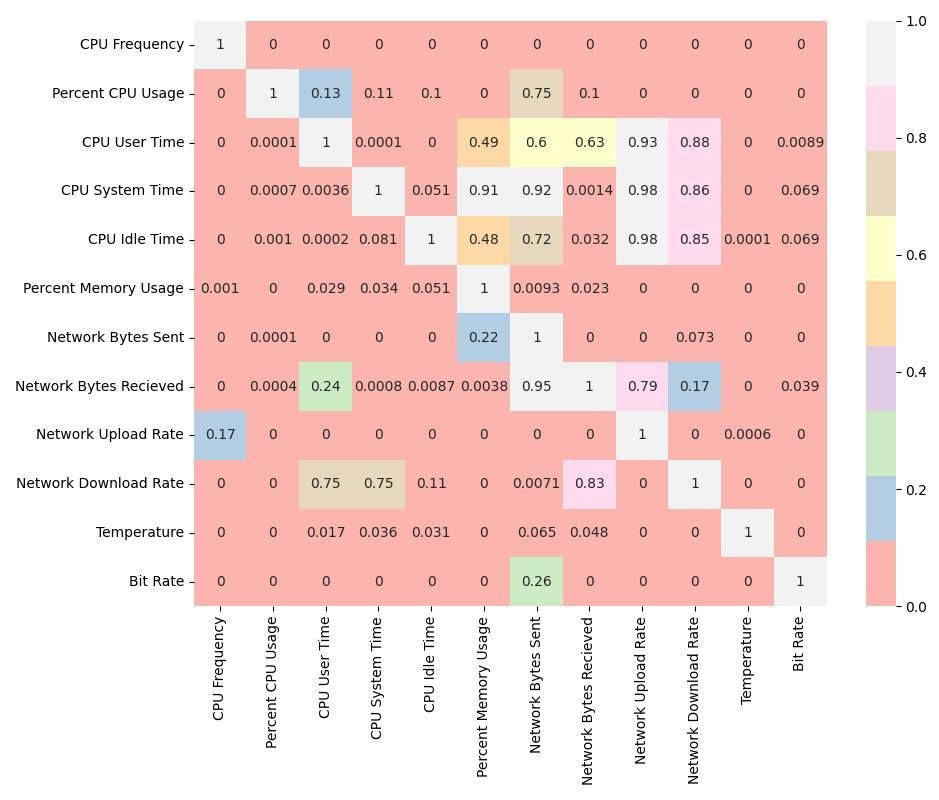 CPU Frequency 1 0 0 0 0 0 0 0 0 0 0 0
Percent CPU Usage 0 1 0.13 0.11 0.1 0 0.75 0.1 0 0 0 0
CPU User Time 0 0.0001 1 0.0001 0 0.49 0.6 0.63 0.93 0.88 0 0.0089
CPU System Time 0 0.0007 0.0036 1 0.051 0.91 0.92 0.0014 0.98 0.86 0 0.069
CPU Idle Time 0 0.001 0.0002 0.081 1 0.48 0.72 0.032 0.98 0.85 0.0001 0.069
Percent Memory Usage 0.001 0 0.029 0.034 0.051 1 0.0093 0.023 0 0 0 0
Network Bytes Sent 0 0.0001 0 0 0 0.22 1 0 0 0.073 0 0
Network Bytes Recieved 0 0.0004 0.24 0.0008 0.0087 0.0038 0.95 1 0.79 0.17 0 0.039
Network Upload Rate 0.17 0 0 0 0 0 0 0 1 0 0.0006 0
Network Download Rate 0 0 0.75 0.75 0.11 0 0.0071 0.83 0 1 0 0
Temperature 0 0 0.017 0.036 0.031 0 0.065 0.048 0 0 1 0
Bit Rate 0 0 0 0 0 0 0.26 0 0 0 0 1
CPU Frequency
Percent CPU Usage
CPU User Time
CPU System Time
CPU Idle Time
Percent Memory Usage
Network Bytes Sent
Network Bytes Recieved
Network Upload Rate
Network Download Rate
Temperature
Bit Rate
1.0
0.8
0.6
0.4
0.2
0.0